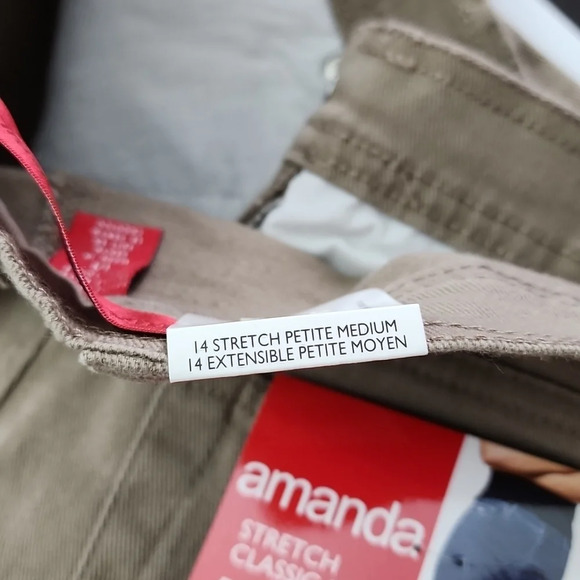 14 STRETCH PETITE MEDIUM
14 EXTENSIBLE PETITE MOYEN
amanda
STRETCH
CLASSIC